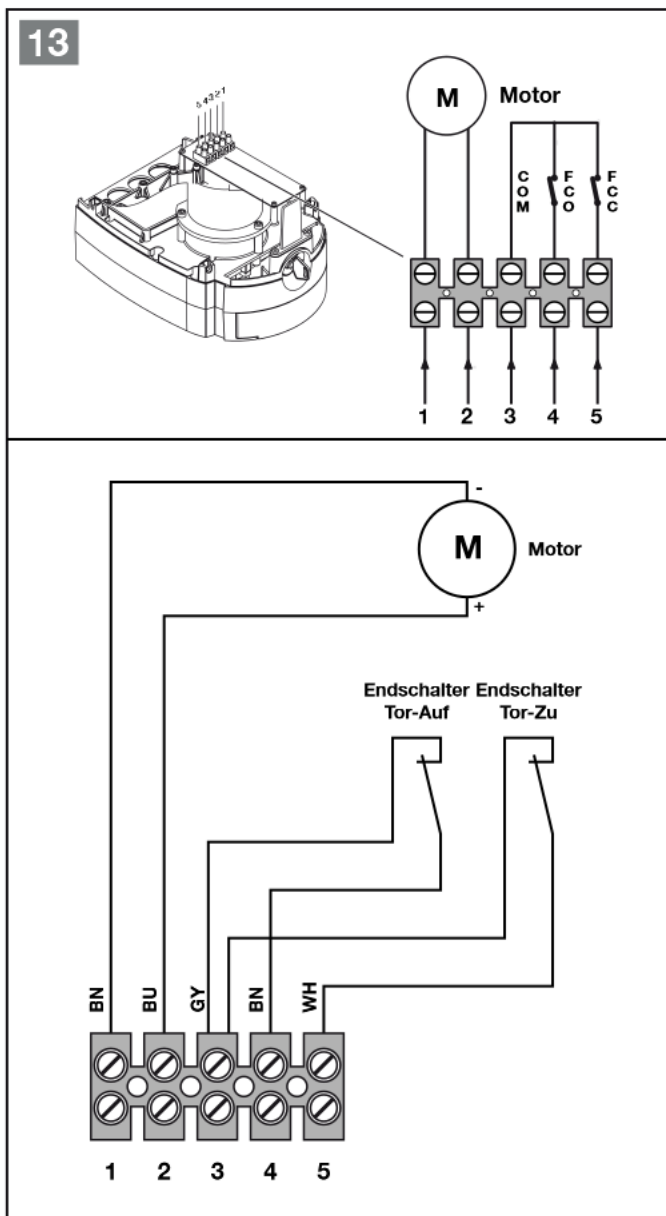 13
5 4 3 2 1
M Motor
COM FCO FCC
1 2 3 4 5
-
M Motor
+
Endschalter Endschalter
Tor-Auf Tor-Zu
BN BU GY BN WH
1 2 3 4 5